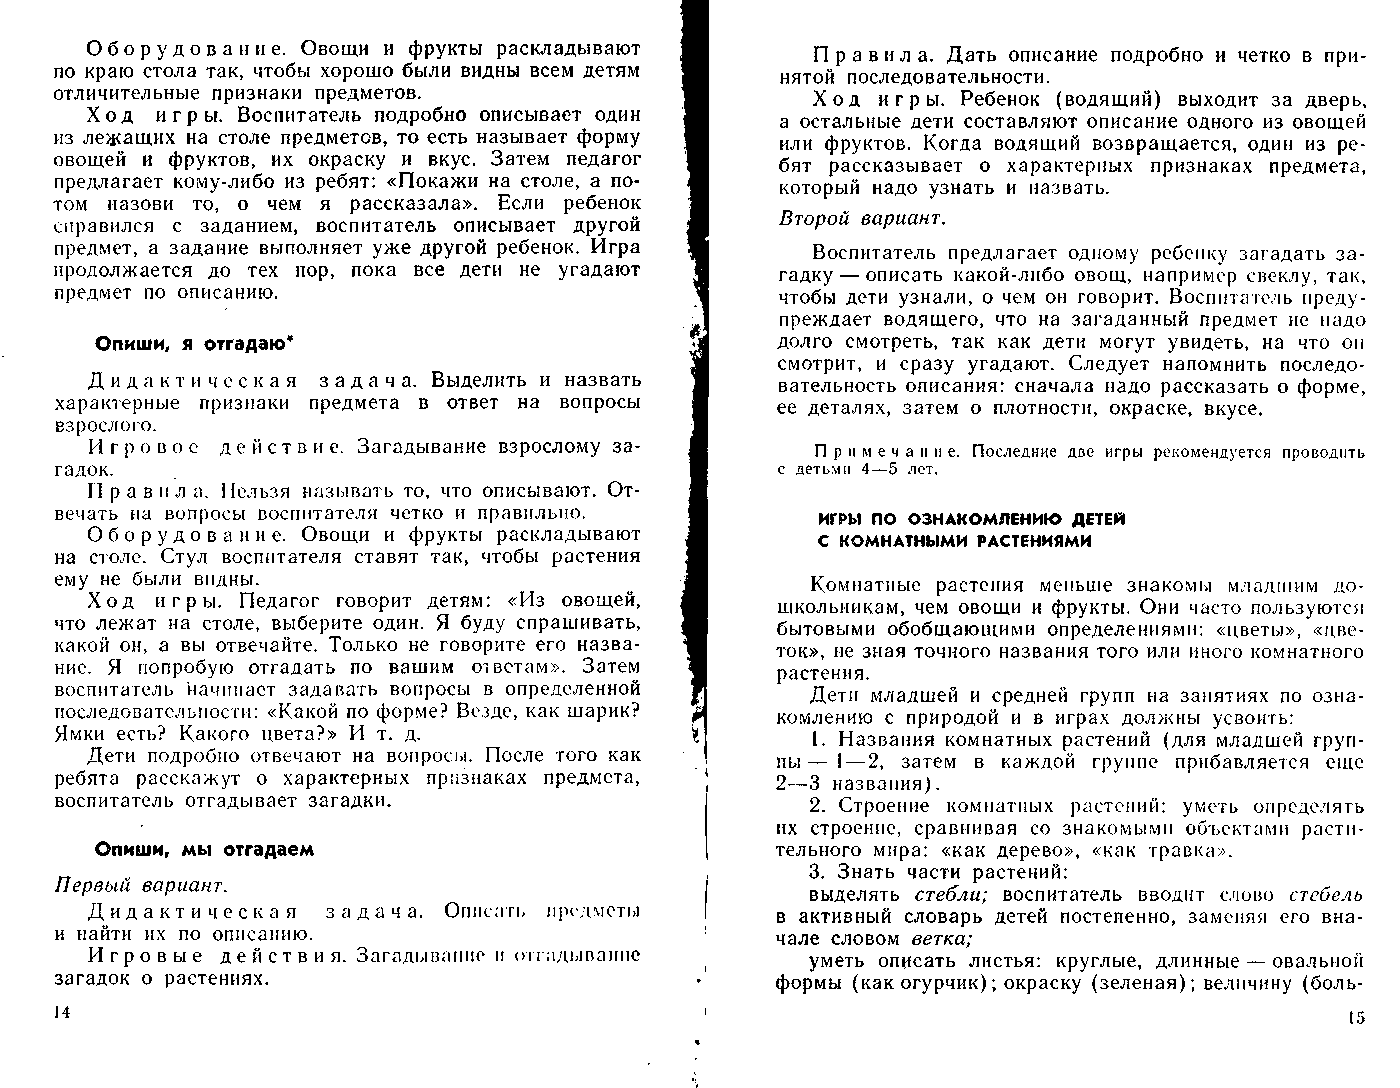 Оборудование. Овощи и фрукты раскладывают
по краю стола так, чтобы хорошо были видны всем детям
отличительные признаки предметов.
Ход игры. Воспитатель подробно описывает один
из лежащих на столе предметов, то есть называет форму
овощей и фруктов, их окраску и вкус. Затем педагог
предлагает кому-либо из ребят: «Покажи на столе, а по-
том назови то, о чем я рассказала». Если ребенок
справился с заданием, воспитатель описывает другой
предмет, а задание выполняет уже другой ребенок. Игра
продолжается до тех пор, пока все дети не угадают
предмет по описанию.
Опиши, я отгадаю*
Дидактическая задача. Выделить и назвать
характерные признаки предмета в ответ на вопросы
взрослого.
Игровое действие. Загадывание взрослому за-
гадок.
Правила. Нельзя называть то, что описывают. От-
вечать на вопросы воспитателя четко и правильно.
Оборудование. Овощи и фрукты раскладывают
на столе. Стул воспитателя ставят так, чтобы растения
ему не были видны.
Ход игры. Педагог говорит детям: «Из овощей,
что лежат на столе, выберите один. Я буду спрашивать,
какой он, а вы отвечайте. Только не говорите его назва-
ние. Я попробую отгадать по вашим ответам». Затем
воспитатель начинает задавать вопросы в определенной
последовательности: «Какой по форме? Везде, как шарик?
Ямки есть? Какого цвета?» И т. д.
Дети подробно отвечают на вопросы. После того как
ребята расскажут о характерных признаках предмета,
воспитатель отгадывает загадки.
Опиши, мы отгадаем
Первый вариант.
Дидактическая задача. Описать предметы
и найти их по описанию.
Игровые действия. Загадывание и отгадывание
загадок о растениях.
14
Правила. Дать описание подробно и четко в при-
нятой последовательности.
Ход игры. Ребенок (водящий) выходит за дверь,
а остальные дети составляют описание одного из овощей
или фруктов. Когда водящий возвращается, один из ре-
бят рассказывает о характерных признаках предмета,
который надо узнать и назвать.
Второй вариант.
Воспитатель предлагает одному ребенку загадать за-
гадку — описать какой-либо овощ, например свеклу, так,
чтобы дети узнали, о чем он говорит. Воспитатель преду-
преждает водящего, что на загаданный предмет не надо
долго смотреть, так как дети могут увидеть, на что он
смотрит, и сразу угадают. Следует напомнить последо-
вательность описания: сначала надо рассказать о форме,
ее деталях, затем о плотности, окраске, вкусе.
Примечание. Последние две игры рекомендуется проводить
с детьми 4—5 лет.
ИГРЫ ПО ОЗНАКОМЛЕНИЮ ДЕТЕЙ
С КОМНАТНЫМИ РАСТЕНИЯМИ
Комнатные растения меньше знакомы младшим до-
школьникам, чем овощи и фрукты. Они часто пользуются
бытовыми обобщающими определениями: «цветы», «цве-
ток», не зная точного названия того или иного комнатного
растения.
Дети младшей и средней групп на занятиях по озна-
комлению с природой и в играх должны усвоить:
1. Названия комнатных растений (для младшей груп-
пы — 1—2, затем в каждой группе прибавляется еще
2—3 названия).
2. Строение комнатных растений: уметь определять
их строение, сравнивая со знакомыми объектами расти-
тельного мира: «как дерево», «как травка».
3. Знать части растений:
выделять стебли; воспитатель вводит слово стебель
в активный словарь детей постепенно, заменяя его вна-
чале словом ветка;
уметь описать листья: круглые, длинные — овальной
формы (как огурчик); окраску (зеленая); величину (боль-
15